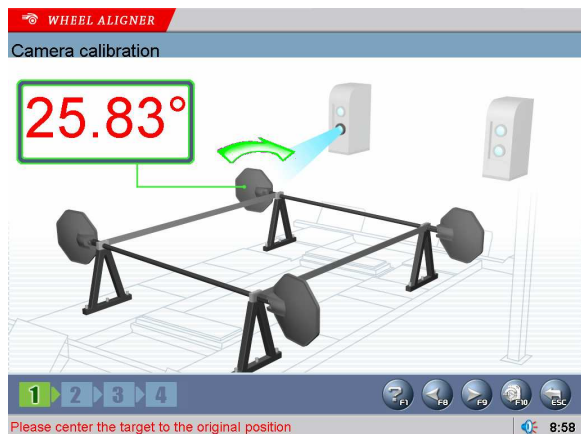 WHEEL ALIGNER
Camera calibration
25.83°
1 2 3 4
? F1 F8 F9 F10 ESC
Please center the target to the original position
8:58